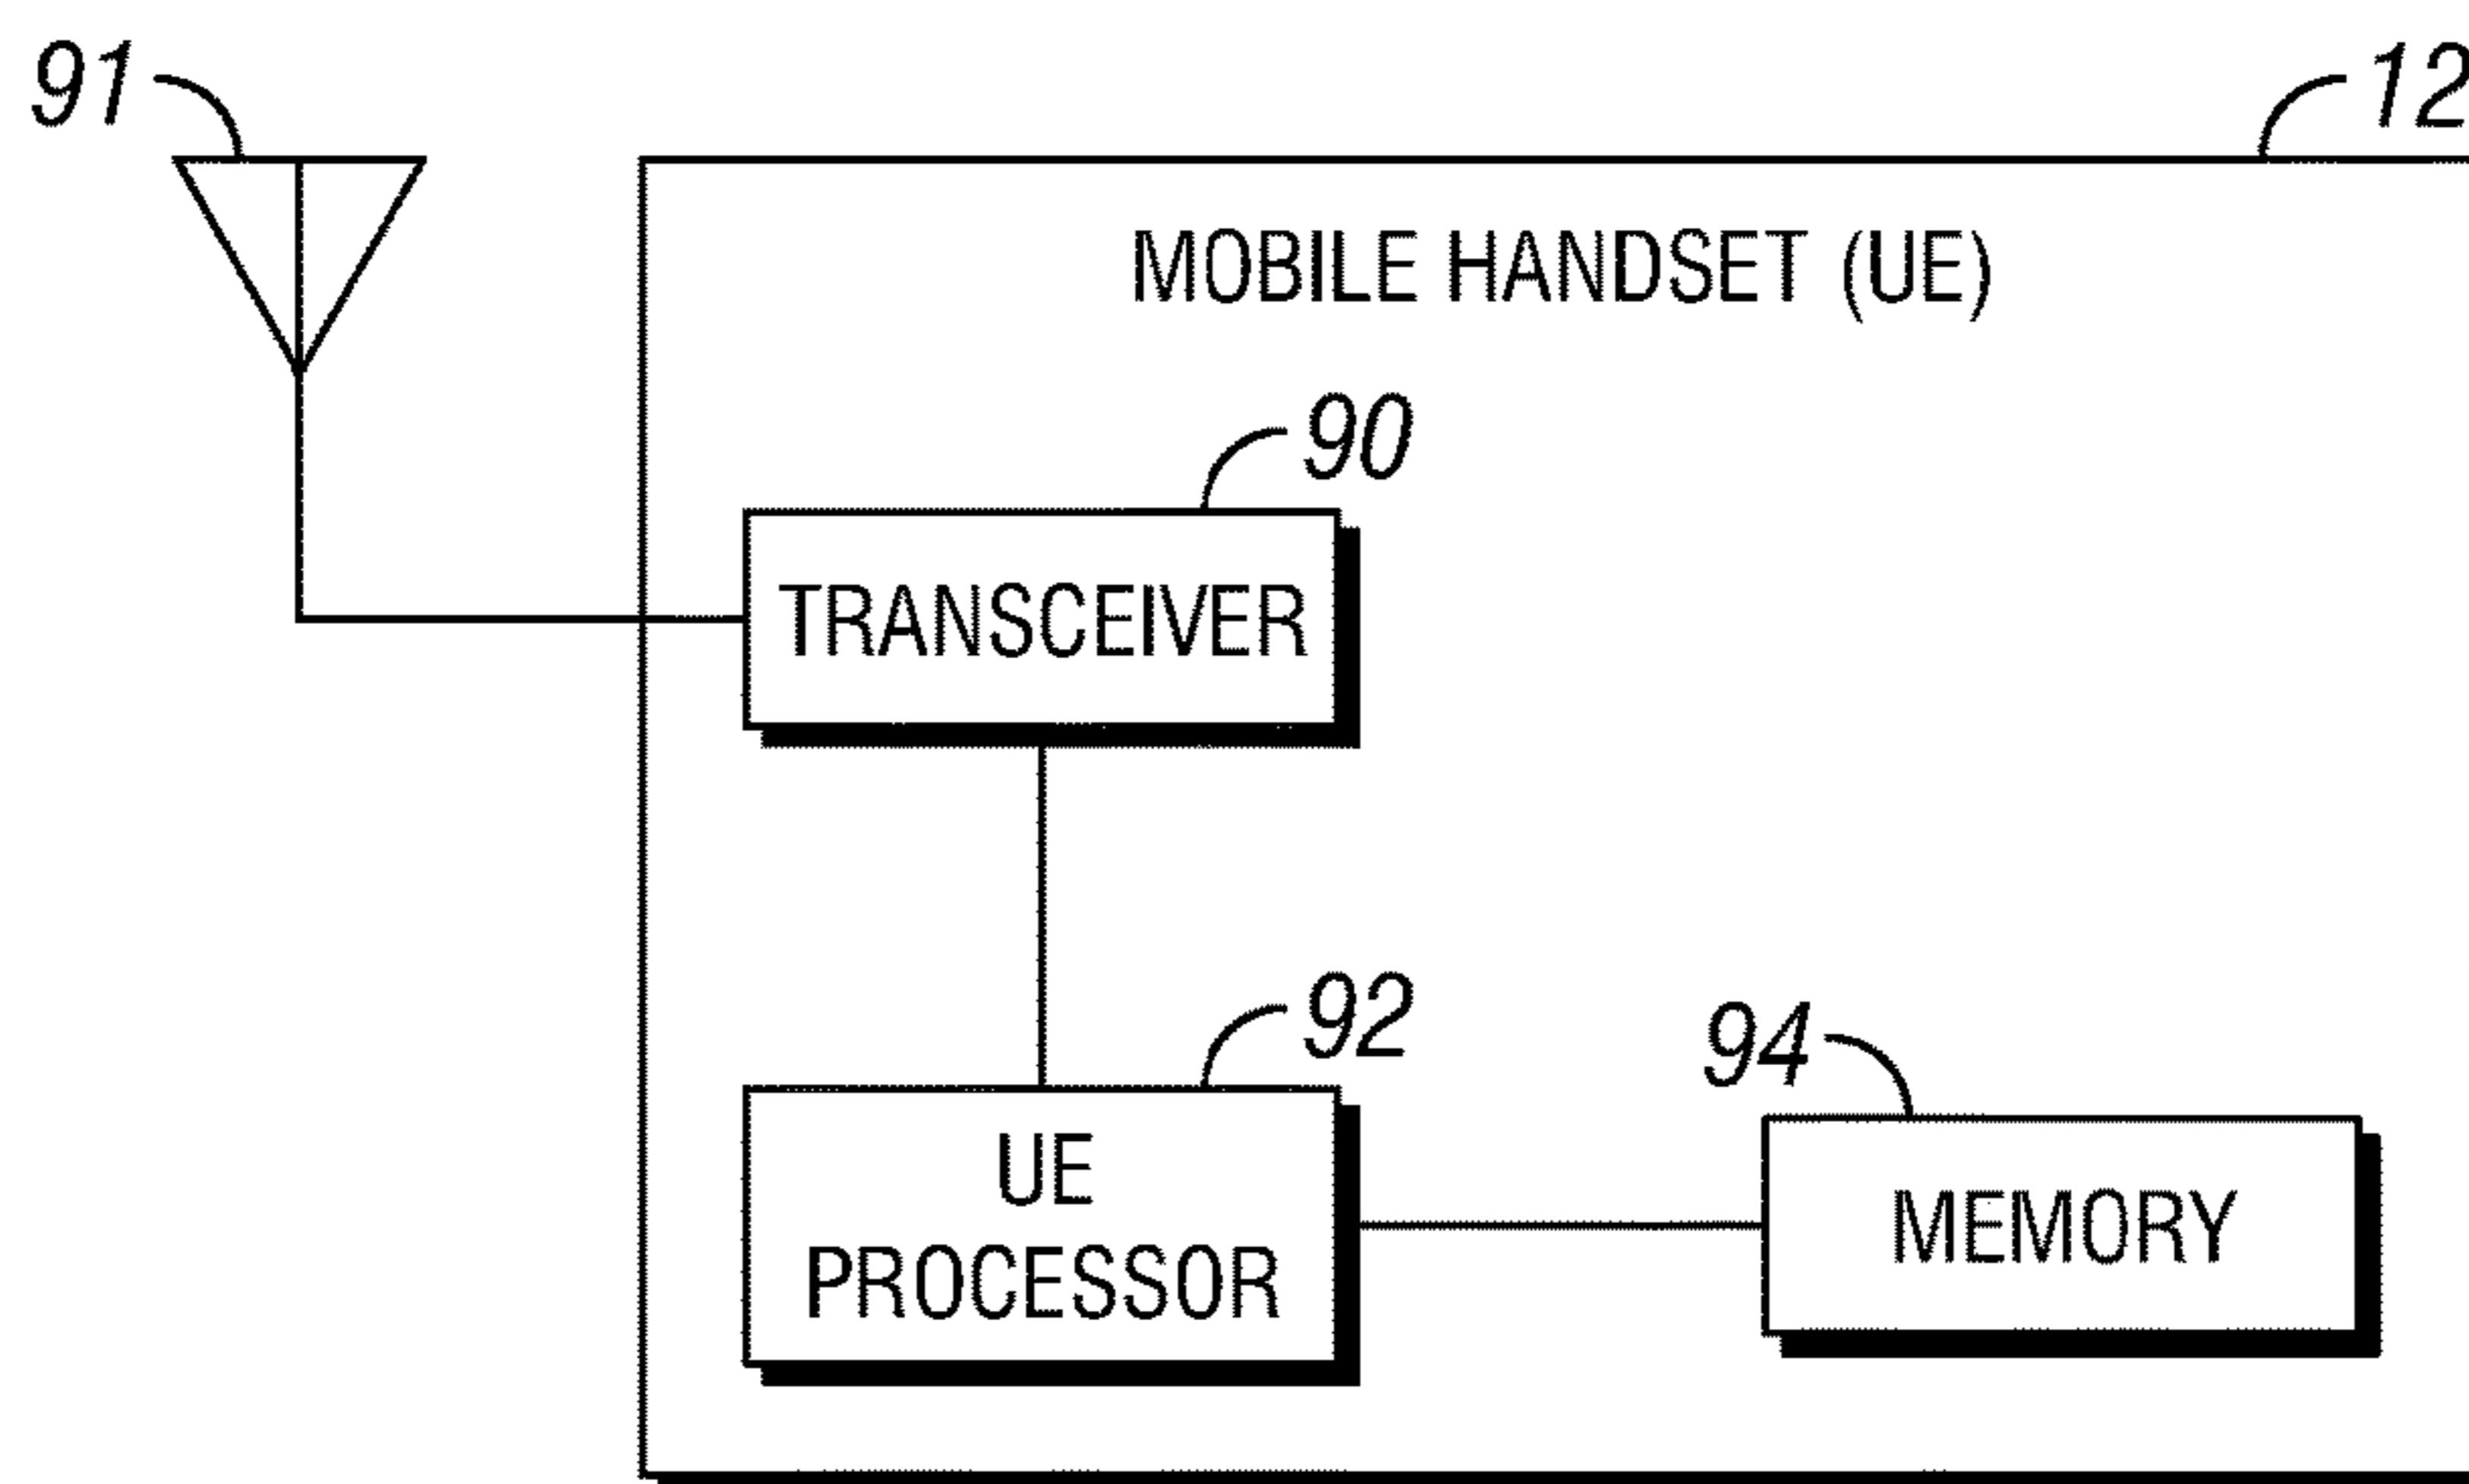 91
12
MOBILE HANDSET (UE)
90
TRANSCEIVER
92
94
UE
PROCESSOR
MEMORY